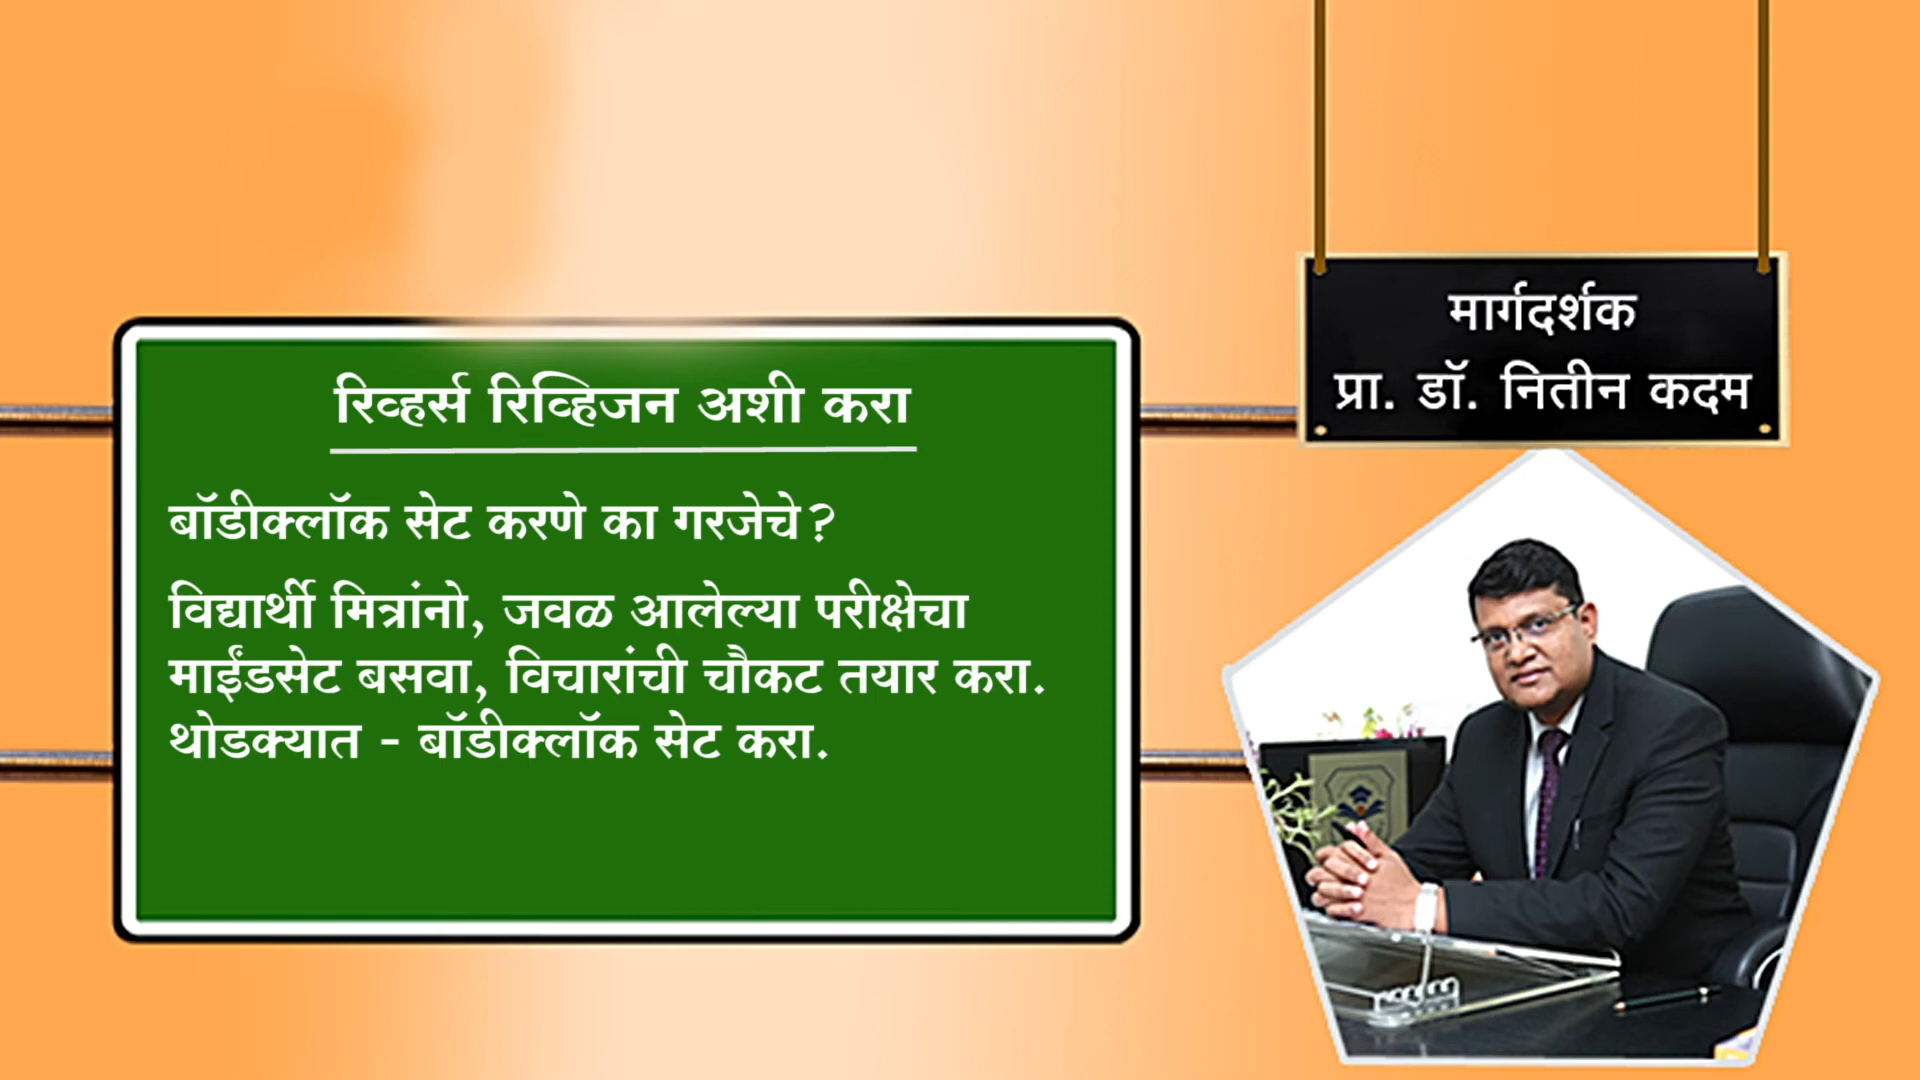 रिव्हर्स रिव्हिजन अशी करा
बॉडीक्लॉक सेट करणे का गरजेचे?
विद्यार्थी मित्रांनो, जवळ आलेल्या परीक्षेचा
माईंडसेट बसवा, विचारांची चौकट तयार करा.
थोडक्यात - बॉडीक्लॉक सेट करा.
मार्गदर्शक
प्रा. डॉ. नितीन कदम